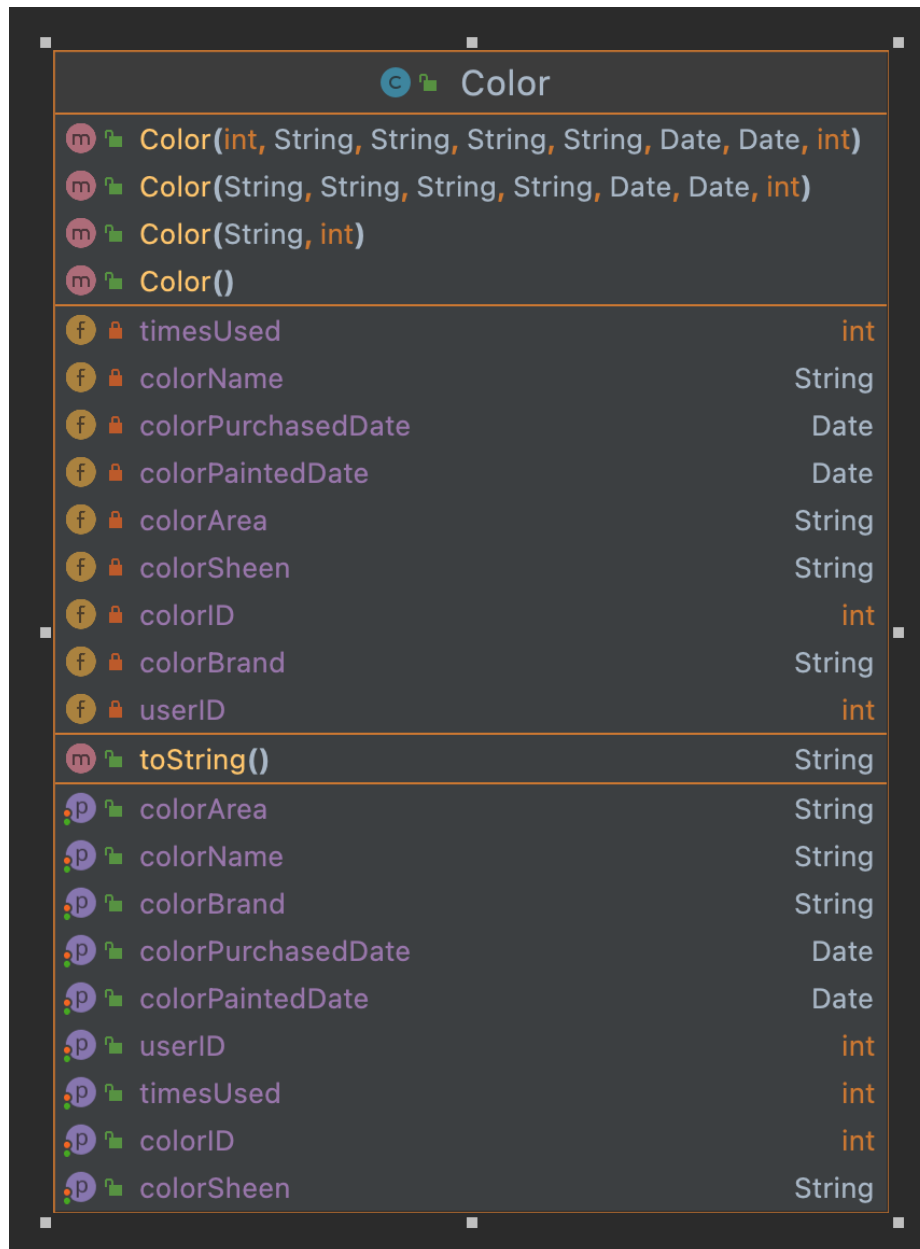 C Color
m Color(int, String, String, String, String, Date, Date, int)
m Color(String, String, String, String, Date, Date, int)
m Color(String, int)
m Color()
f timesUsed int
f colorName String
f colorPurchasedDate Date
f colorPaintedDate Date
f colorArea String
f colorSheen String
f colorID int
f colorBrand String
f userID int
m toString() String
p colorArea String
p colorName String
p colorBrand String
p colorPurchasedDate Date
p colorPaintedDate Date
p userID int
p timesUsed int
p colorID int
p colorSheen String